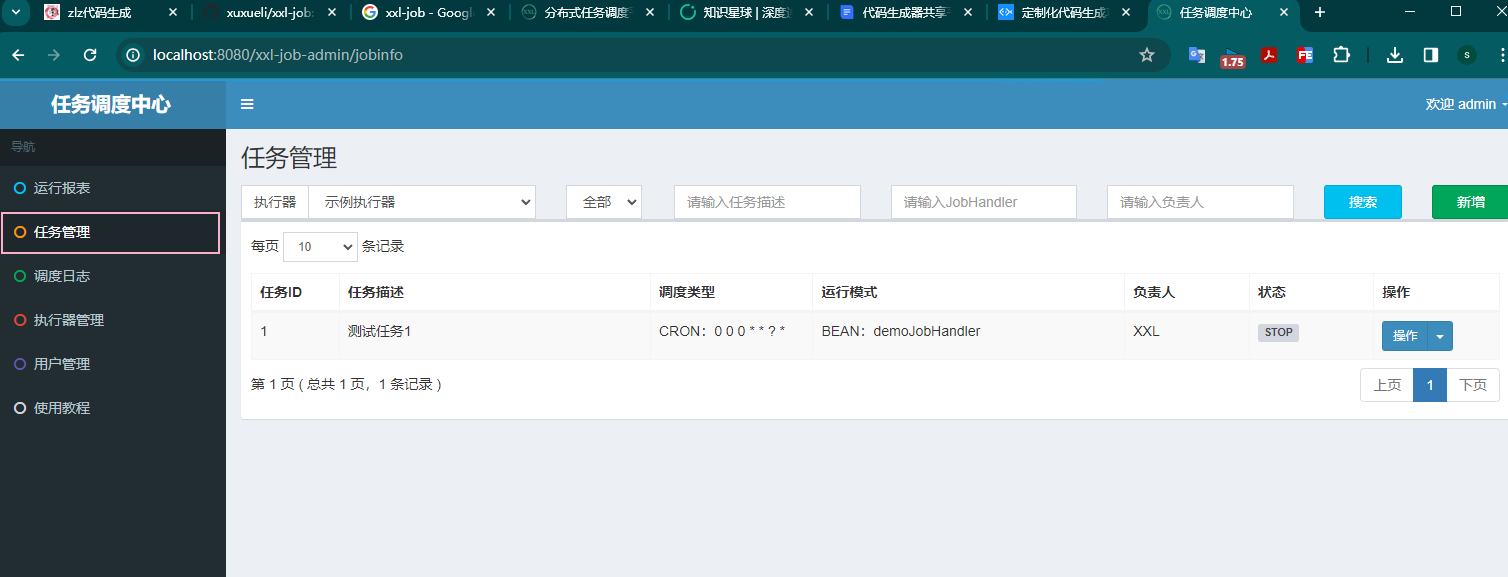 zlz代码生成
xuxueli/xxl-job:
xxl-job - Goog
分布式任务调度
知识星球 | 深度
代码生成器共享
定制化代码生成
任务调度中心
localhost:8080/xxl-job-admin/jobinfo
1.75
FE
s
任务调度中心
欢迎 admin
导航
运行报表
任务管理
调度日志
执行器管理
用户管理
使用教程
任务管理
执行器 示例执行器 全部 请输入任务描述 请输入JobHandler 请输入负责人 搜索 新增
每页 10 条记录
任务ID 任务描述 调度类型 运行模式 负责人 状态 操作
1 测试任务1 CRON：0 0 0 * * ? * BEAN：demoJobHandler XXL STOP 操作
第 1 页 ( 总共 1 页，1 条记录 ) 上页 1 下页